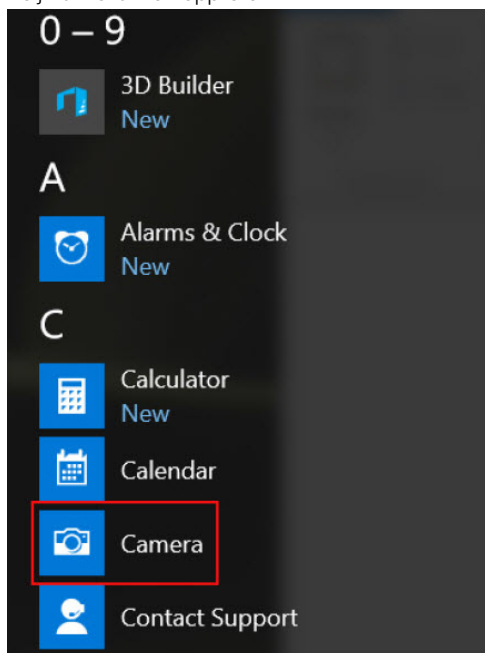 0 – 9
3D Builder
New
A
Alarms & Clock
New
C
Calculator
New
Calendar
Camera
Contact Support